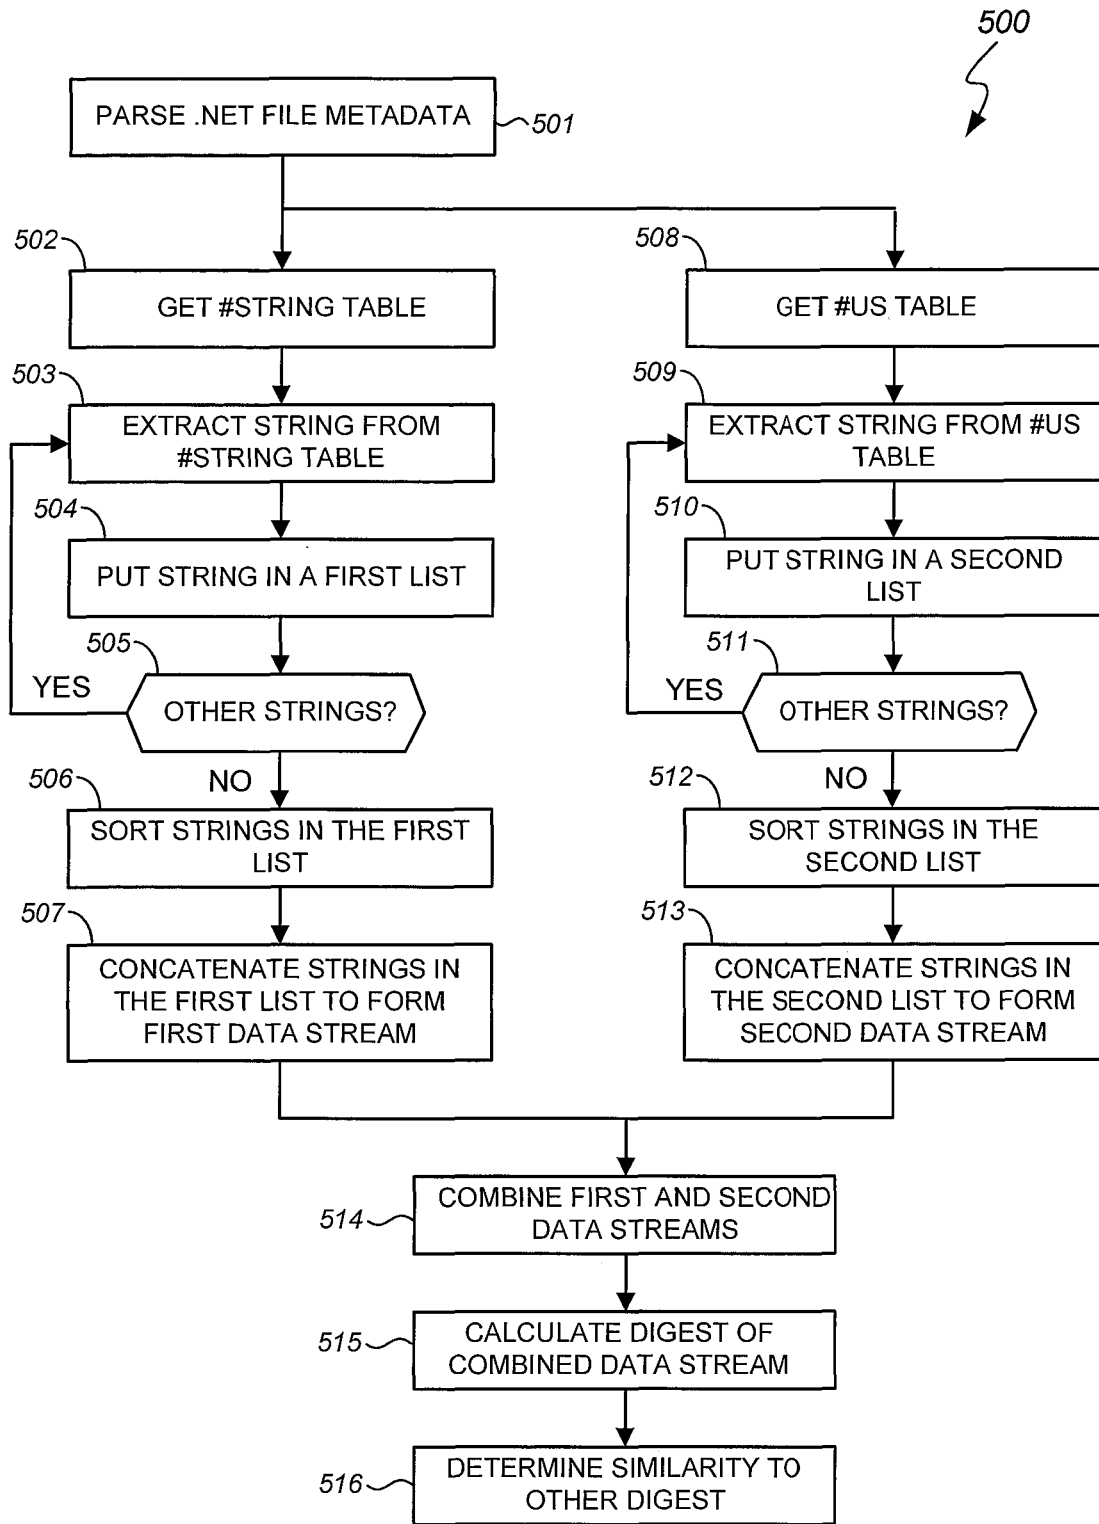 500
PARSE .NET FILE METADATA
501
502
GET #STRING TABLE
503
EXTRACT STRING FROM
#STRING TABLE
504
PUT STRING IN A FIRST LIST
505
YES
OTHER STRINGS?
NO
506
SORT STRINGS IN THE FIRST
LIST
507
CONCATENATE STRINGS IN
THE FIRST LIST TO FORM
FIRST DATA STREAM
508
GET #US TABLE
509
EXTRACT STRING FROM #US
TABLE
510
PUT STRING IN A SECOND
LIST
511
YES
OTHER STRINGS?
NO
512
SORT STRINGS IN THE
SECOND LIST
513
CONCATENATE STRINGS IN
THE SECOND LIST TO FORM
SECOND DATA STREAM
514
COMBINE FIRST AND SECOND
DATA STREAMS
515
CALCULATE DIGEST OF
COMBINED DATA STREAM
516
DETERMINE SIMILARITY TO
OTHER DIGEST